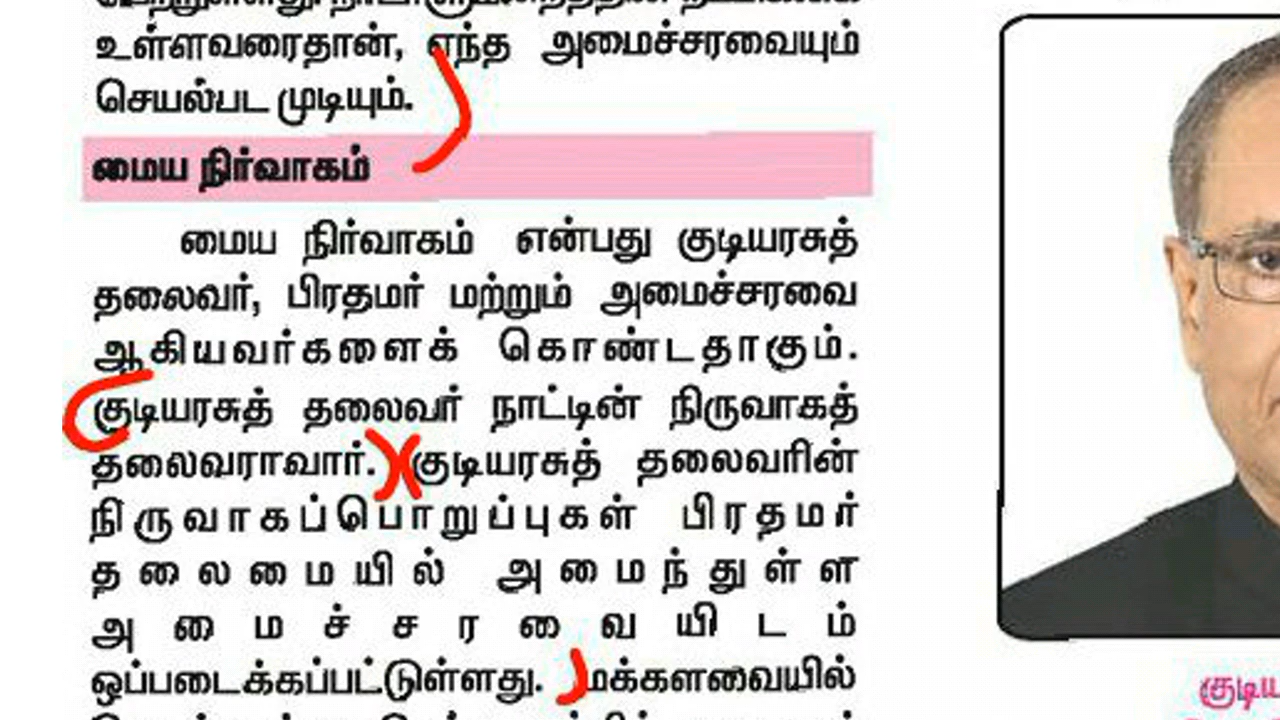 உள்ளவரைதான், எந்த அமைச்சரவையும்
செயல்பட முடியும்.
மைய நிர்வாகம்
மைய நிர்வாகம் என்பது குடியரசுத்
தலைவர், பிரதமர் மற்றும் அமைச்சரவை
ஆகியவர்களைக் கொண்டதாகும்.
குடியரசுத் தலைவர் நாட்டின் நிருவாகத்
தலைவராவார். குடியரசுத் தலைவரின்
நிருவாகப்பொறுப்புகள் பிரதமர்
தலைமையில் அமைந்துள்ள
அமைச்சரவையிடம்
ஒப்படைக்கப்பட்டுள்ளது. மக்களவையில்